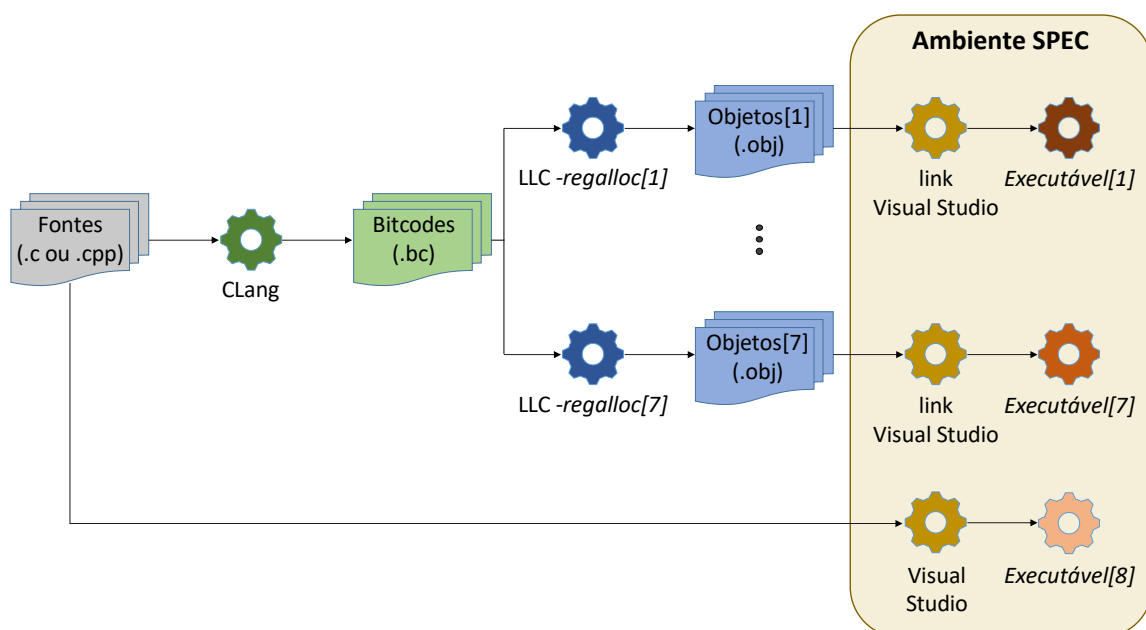 Ambiente SPEC
Objetos[1]
(.obj)
LLC -regalloc[1]
link
Visual Studio
Executável[1]
Fontes
(.c ou .cpp)
CLang
Bitcodes
(.bc)
Objetos[7]
(.obj)
LLC -regalloc[7]
link
Visual Studio
Executável[7]
Visual
Studio
Executável[8]